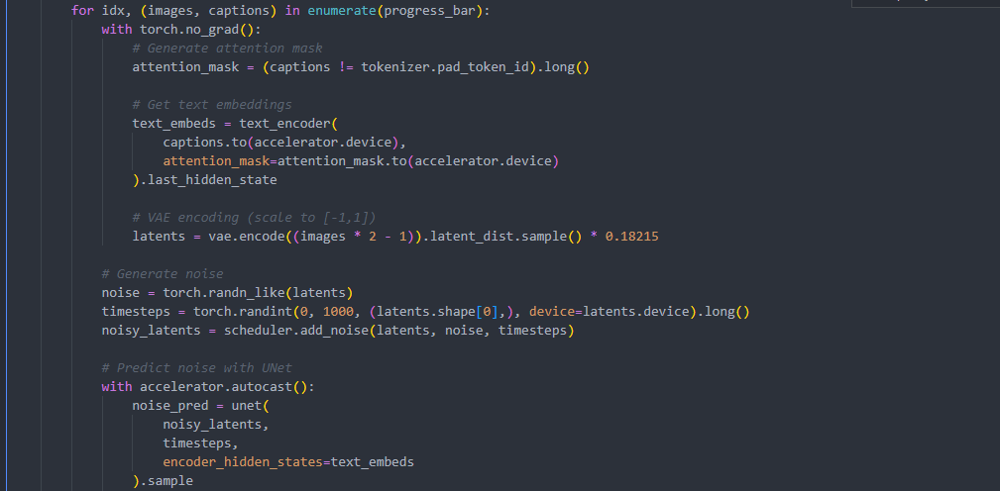 for idx, (images, captions) in enumerate(progress_bar):
with torch.no_grad():
# Generate attention mask
attention_mask = (captions != tokenizer.pad_token_id).long()
# Get text embeddings
text_embeds = text_encoder(
captions.to(accelerator.device),
attention_mask=attention_mask.to(accelerator.device)
).last_hidden_state
# VAE encoding (scale to [-1,1])
latents = vae.encode((images * 2 - 1)).latent_dist.sample() * 0.18215
# Generate noise
noise = torch.randn_like(latents)
timesteps = torch.randint(0, 1000, (latents.shape[0],), device=latents.device).long()
noisy_latents = scheduler.add_noise(latents, noise, timesteps)
# Predict noise with UNet
with accelerator.autocast():
noise_pred = unet(
noisy_latents,
timesteps,
encoder_hidden_states=text_embeds
).sample